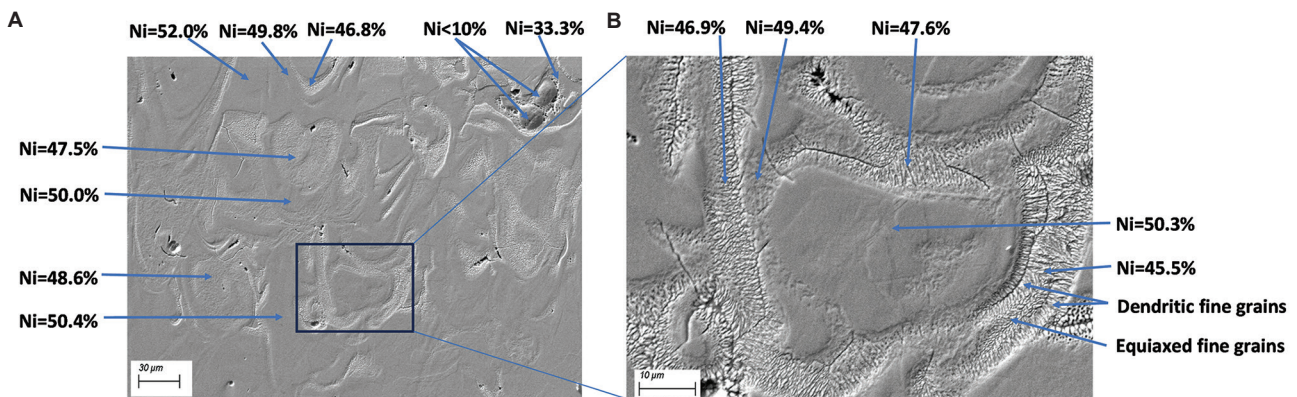 A
Ni=52.0%
Ni=49.8%
Ni=46.8%
Ni<10%
Ni=33.3%
Ni=47.5%
Ni=50.0%
Ni=48.6%
Ni=50.4%
30 μm
B
Ni=46.9%
Ni=49.4%
Ni=47.6%
Ni=50.3%
Ni=45.5%
Dendritic fine grains
Equiaxed fine grains
10 μm